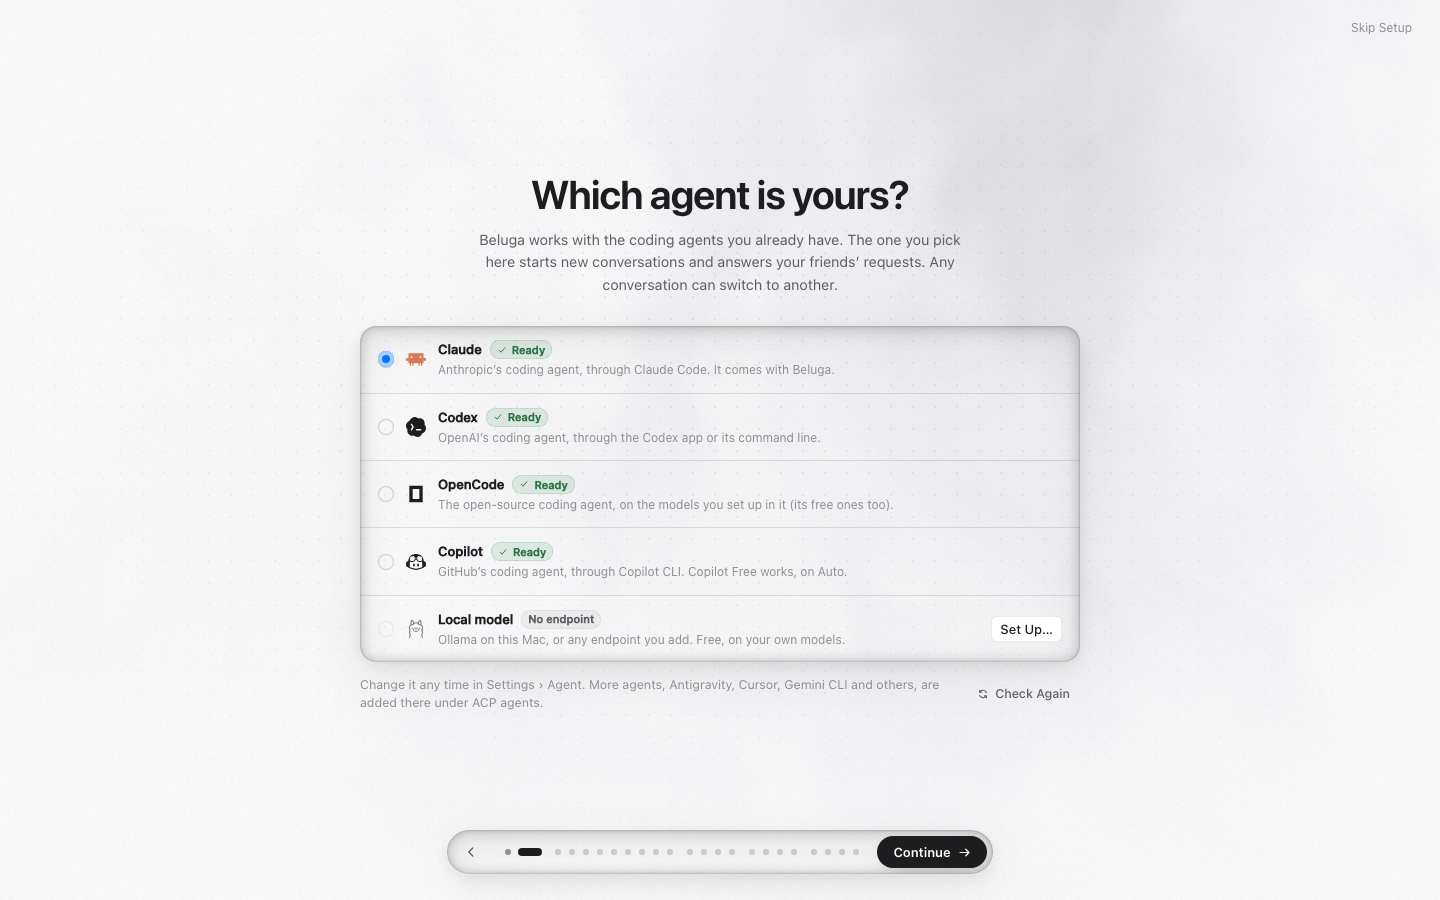 Skip Setup
Which agent is yours?
Beluga works with the coding agents you already have. The one you pick
here starts new conversations and answers your friends’ requests. Any
conversation can switch to another.
Claude Ready
Anthropic’s coding agent, through Claude Code. It comes with Beluga.
Codex Ready
OpenAI’s coding agent, through the Codex app or its command line.
OpenCode Ready
The open-source coding agent, on the models you set up in it (its free ones too).
Copilot Ready
GitHub’s coding agent, through Copilot CLI. Copilot Free works, on Auto.
Local model No endpoint
Ollama on this Mac, or any endpoint you add. Free, on your own models.
Set Up...
Change it any time in Settings › Agent. More agents, Antigravity, Cursor, Gemini CLI and others, are
added there under ACP agents.
Check Again
Continue